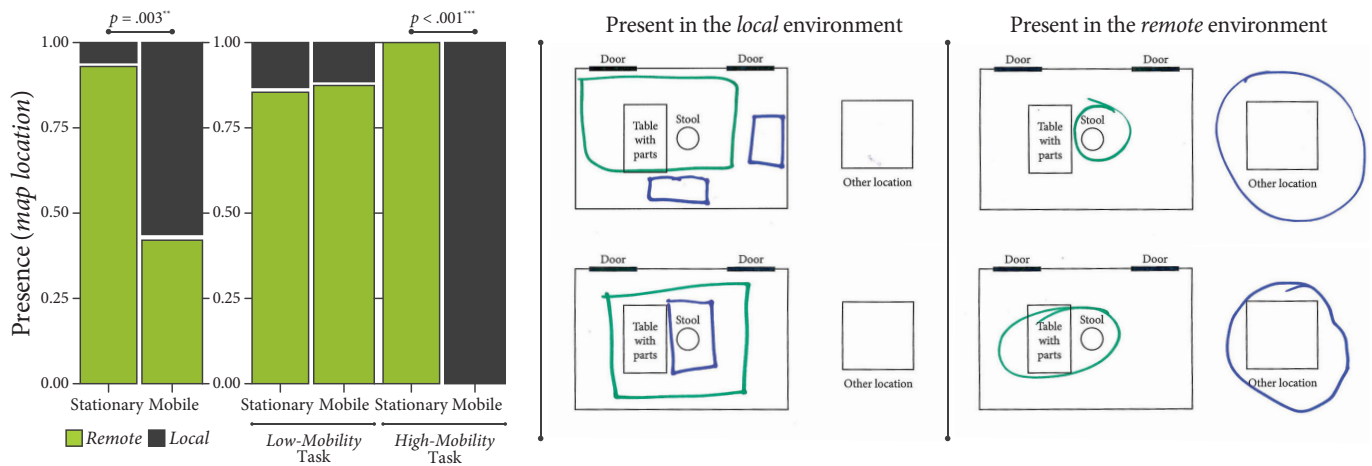 p = .003**
p < .001***
Presence (map location)
1.00
0.75
0.50
0.25
0.00
Stationary Mobile
1.00
0.75
0.50
0.25
0.00
Stationary Mobile Stationary Mobile
Remote Local
Low-Mobility
Task
High-Mobility
Task
Present in the local environment
Door Door
Table
with
parts
Stool
Other location
Door Door
Table
with
parts
Stool
Other location
Present in the remote environment
Door Door
Table
with
parts
Stool
Other location
Door Door
Table
with
parts
Stool
Other location